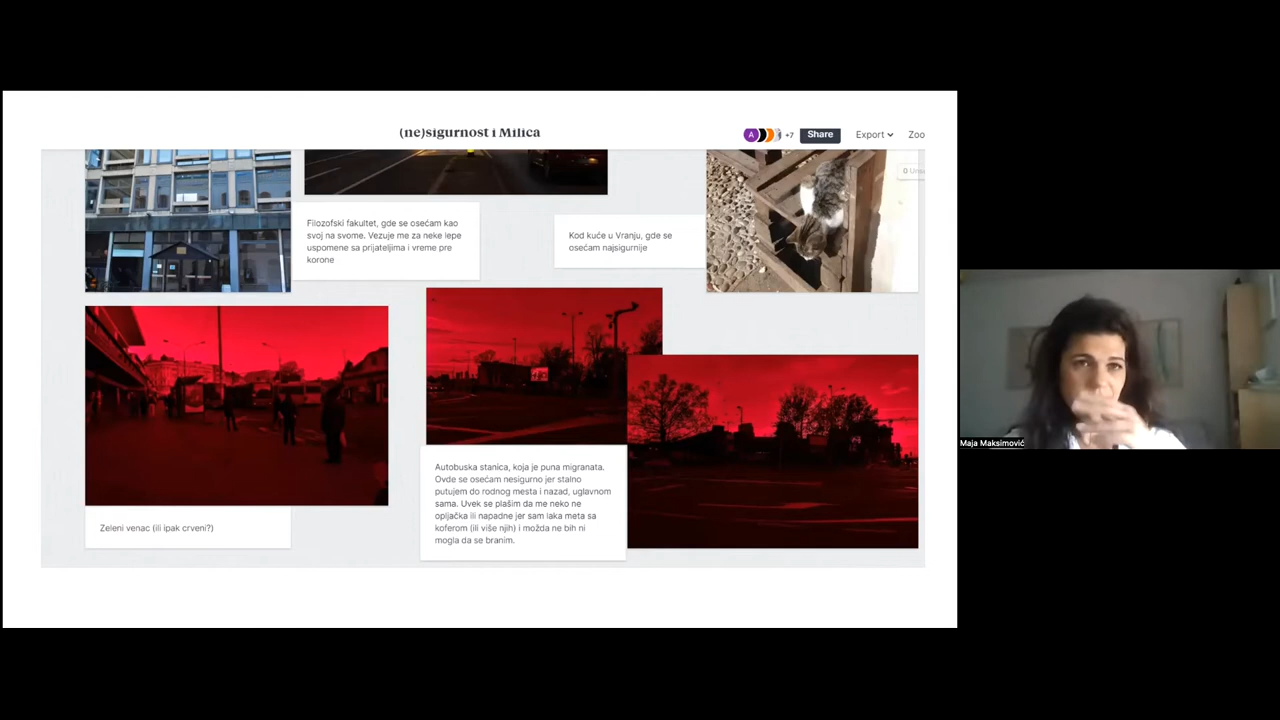 (ne)sigurnost i Milica
A
+7
Share
Export
Zoo
0 Uns
Fiiozofski fakultet, gde se osećam kao
svoj na svome. Vezuje me za neke lepe
uspomene sa prijateljima i vreme pre
korone
Kod kuće u Vranju, gde se
osećam najsigurnije
Zeleni venac (ili ipak crveni?)
Autobuska stanica, koja je puna migranata.
Ovde se osećam nesigurno jer stalno
putujem do rodnog mesta i nazad, uglavnom
sama. Uvek se plašim da me neko ne
opljačka ili napadne jer sam laka meta sa
koferom (ili više njih) i možda ne bih ni
mogla da se branim.
Maja Maksimović